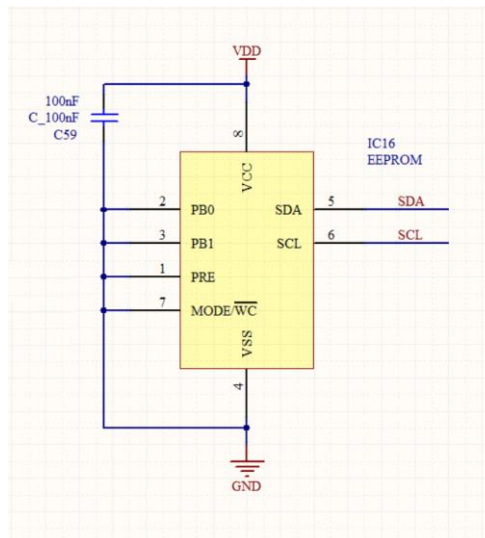 VDD
100nF
C_100nF
C59
8
IC16
EEPROM
VCC
2 PB0 SDA 5 SDA
3 PB1 SCL 6 SCL
1 PRE
7 MODE/WC
VSS
4
GND